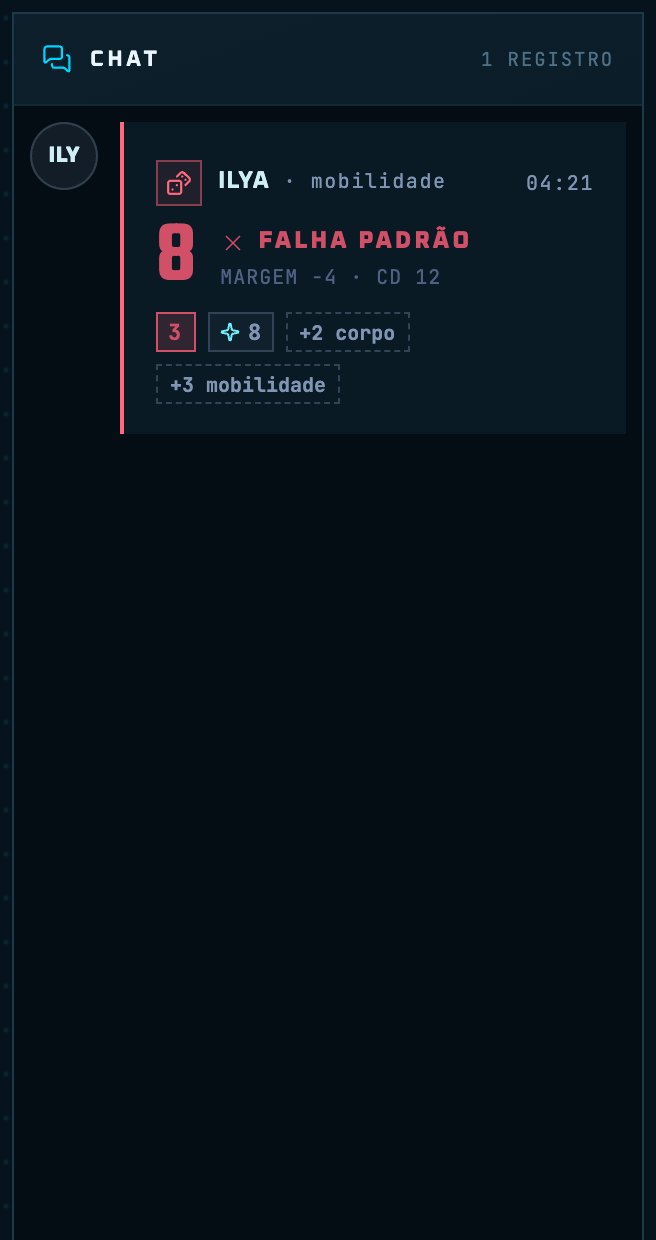 CHAT 1 REGISTRO
ILY
ILYA · mobilidade 04:21
8 × FALHA PADRÃO
MARGEM -4 · CD 12
3 8 +2 corpo
+3 mobilidade